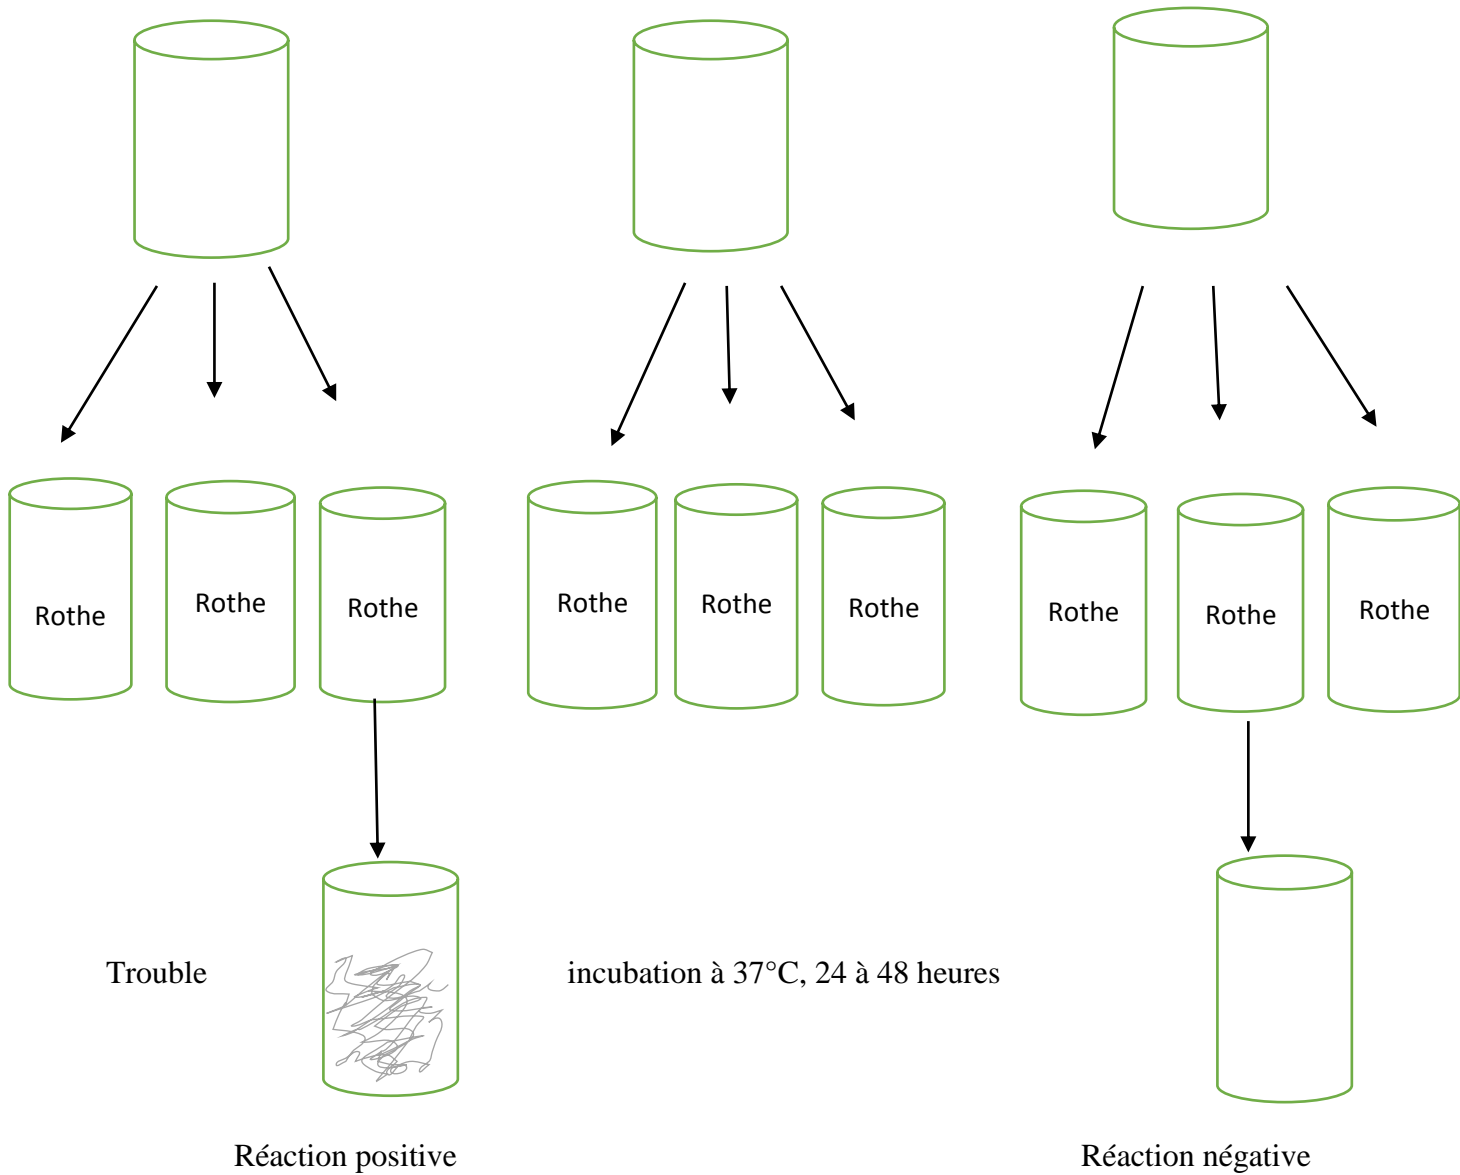 Rothe
Rothe
Rothe
Rothe
Rothe
Rothe
Rothe
Rothe
Rothe
Trouble
incubation à 37°C, 24 à 48 heures
Réaction positive
Réaction négative